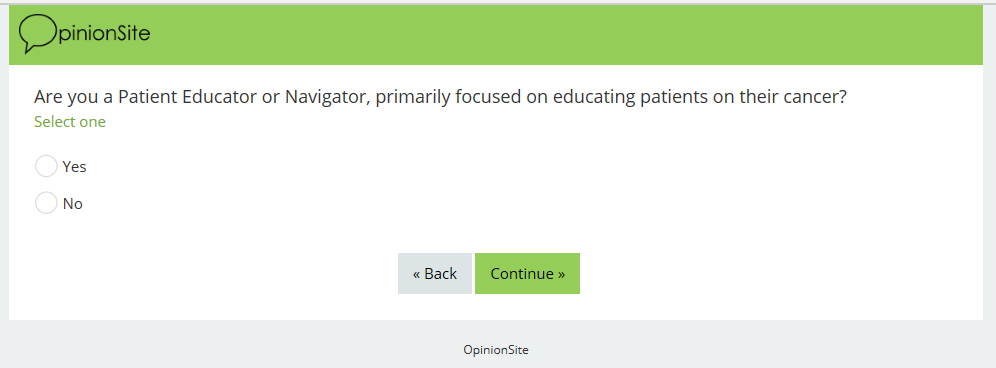 OpinionSite
Are you a Patient Educator or Navigator, primarily focused on educating patients on their cancer?
Select one
Yes
No
« Back
Continue »
OpinionSite